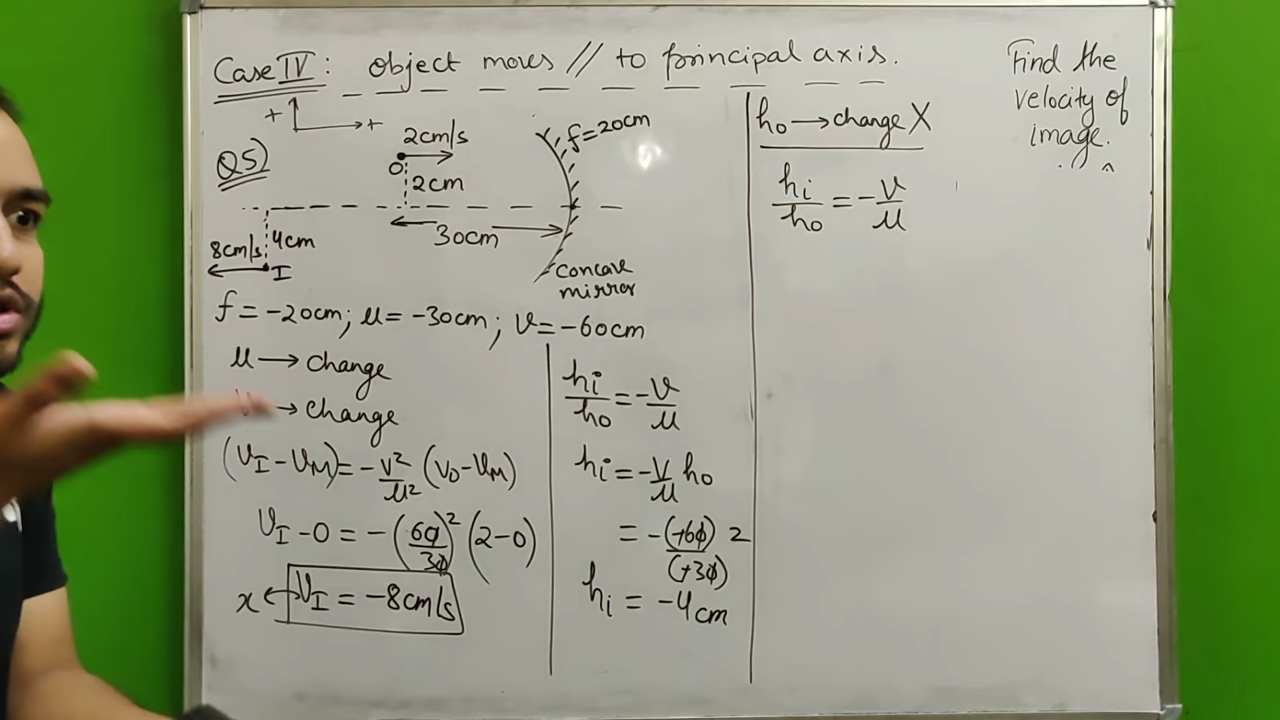 Case IV: object moves // to principal axis.
Find the
velocity of
image.
+ +
Q5)
2cm/s
f=20cm
O
2cm
30cm
8cm/s
4cm
I
concave
mirror
f = -20cm; u = -30cm; v = -60cm
u → change
→ change
(VI - VM) = -v²/u² (VO - VM)
VI - 0 = -(60/30)² (2-0)
x ← VI = -8cm/s
hi/ho = -v/u
hi = -v/u ho
= -(-60)/(-30) 2
hi = -4cm
ho → change X
hi/ho = -v/u